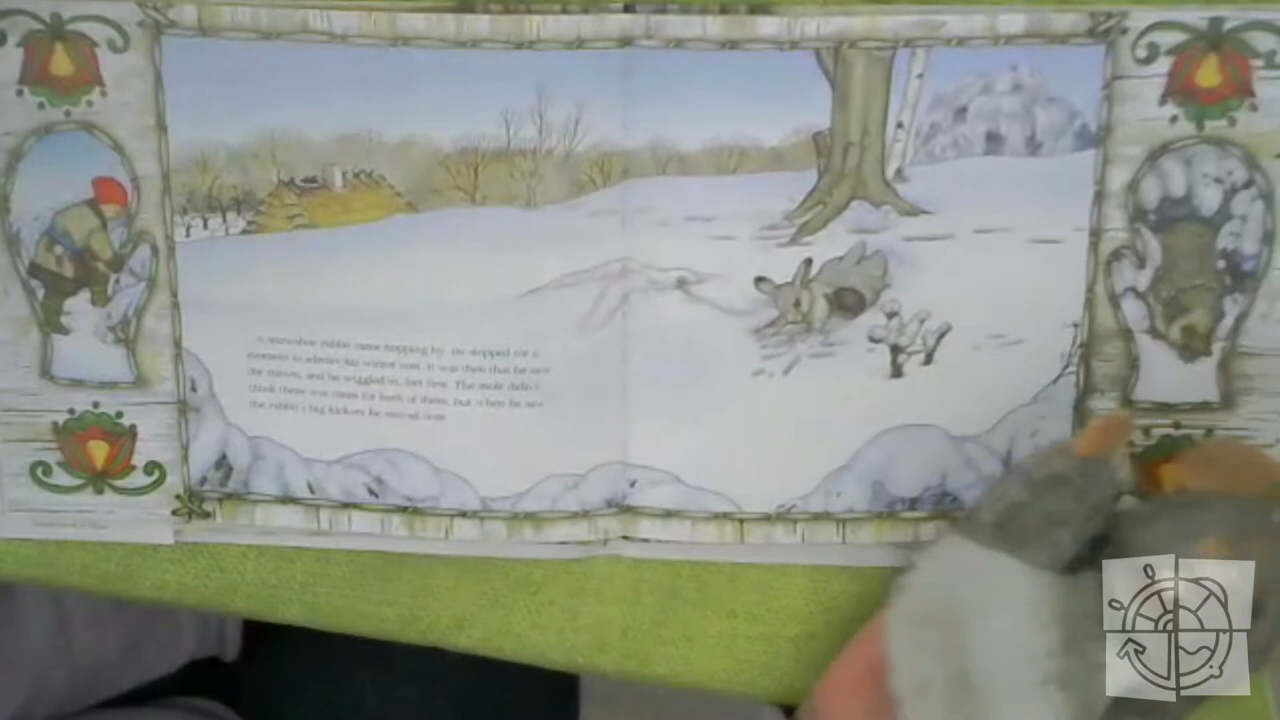 A snowshoe rabbit came hopping by. He stopped for a
moment to admire his winter coat. It was then that he saw
the mitten, and he wiggled in, feet first. The mole didn't
think there was room for both of them, but when he saw
the rabbit's big kickers he moved over.